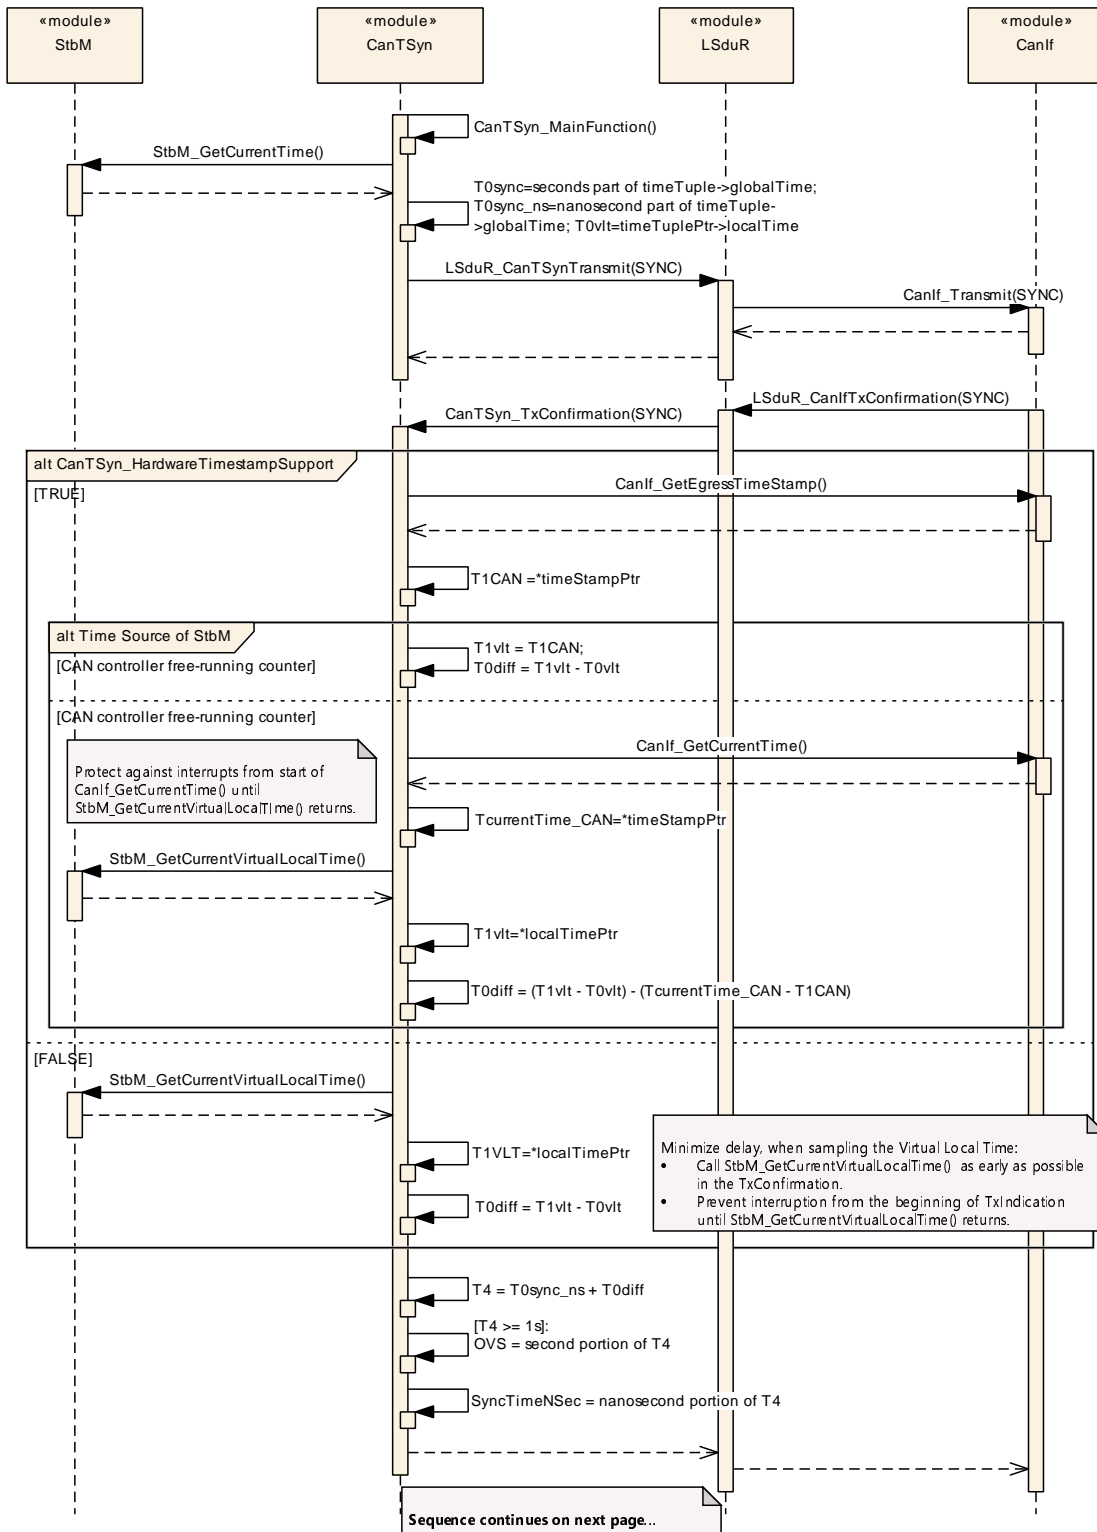 «module»
StbM
«module»
CanTSyn
«module»
LSduR
«module»
CanIf
CanTSyn_MainFunction()
StbM_GetCurrentTime()
T0sync=seconds part of timeTuple->globalTime;
T0sync_ns=nanosecond part of timeTuple-
>globalTime; T0vlt=timeTuplePtr->localTime
LSduR_CanTSynTransmit(SYNC)
CanIf_Transmit(SYNC)
LSduR_CanIfTxConfirmation(SYNC)
CanTSyn_TxConfirmation(SYNC)
alt CanTSyn_HardwareTimestampSupport
[TRUE]
CanIf_GetEgressTimeStamp()
T1CAN =*timeStampPtr
alt Time Source of StbM
[CAN controller free-running counter]
T1vlt = T1CAN;
T0diff = T1vlt - T0vlt
[CAN controller free-running counter]
CanIf_GetCurrentTime()
Protect against interrupts from start of
CanIf_GetCurrentTime() until
StbM_GetCurrentVirtualLocalTIme() returns.
TcurrentTime_CAN=*timeStampPtr
StbM_GetCurrentVirtualLocalTime()
T1vlt=*localTimePtr
T0diff = (T1vlt - T0vlt) - (TcurrentTime_CAN - T1CAN)
[FALSE]
StbM_GetCurrentVirtualLocalTime()
T1VLT=*localTimePtr
T0diff = T1vlt - T0vlt
Minimize delay, when sampling the Virtual Local Time:
• Call StbM_GetCurrentVirtualLocalTime() as early as possible
in the TxConfirmation.
• Prevent interruption from the beginning of TxIndication
until StbM_GetCurrentVirtualLocalTime() returns.
T4 = T0sync_ns + T0diff
[T4 >= 1s]:
OVS = second portion of T4
SyncTimeNSec = nanosecond portion of T4
Sequence continues on next page...